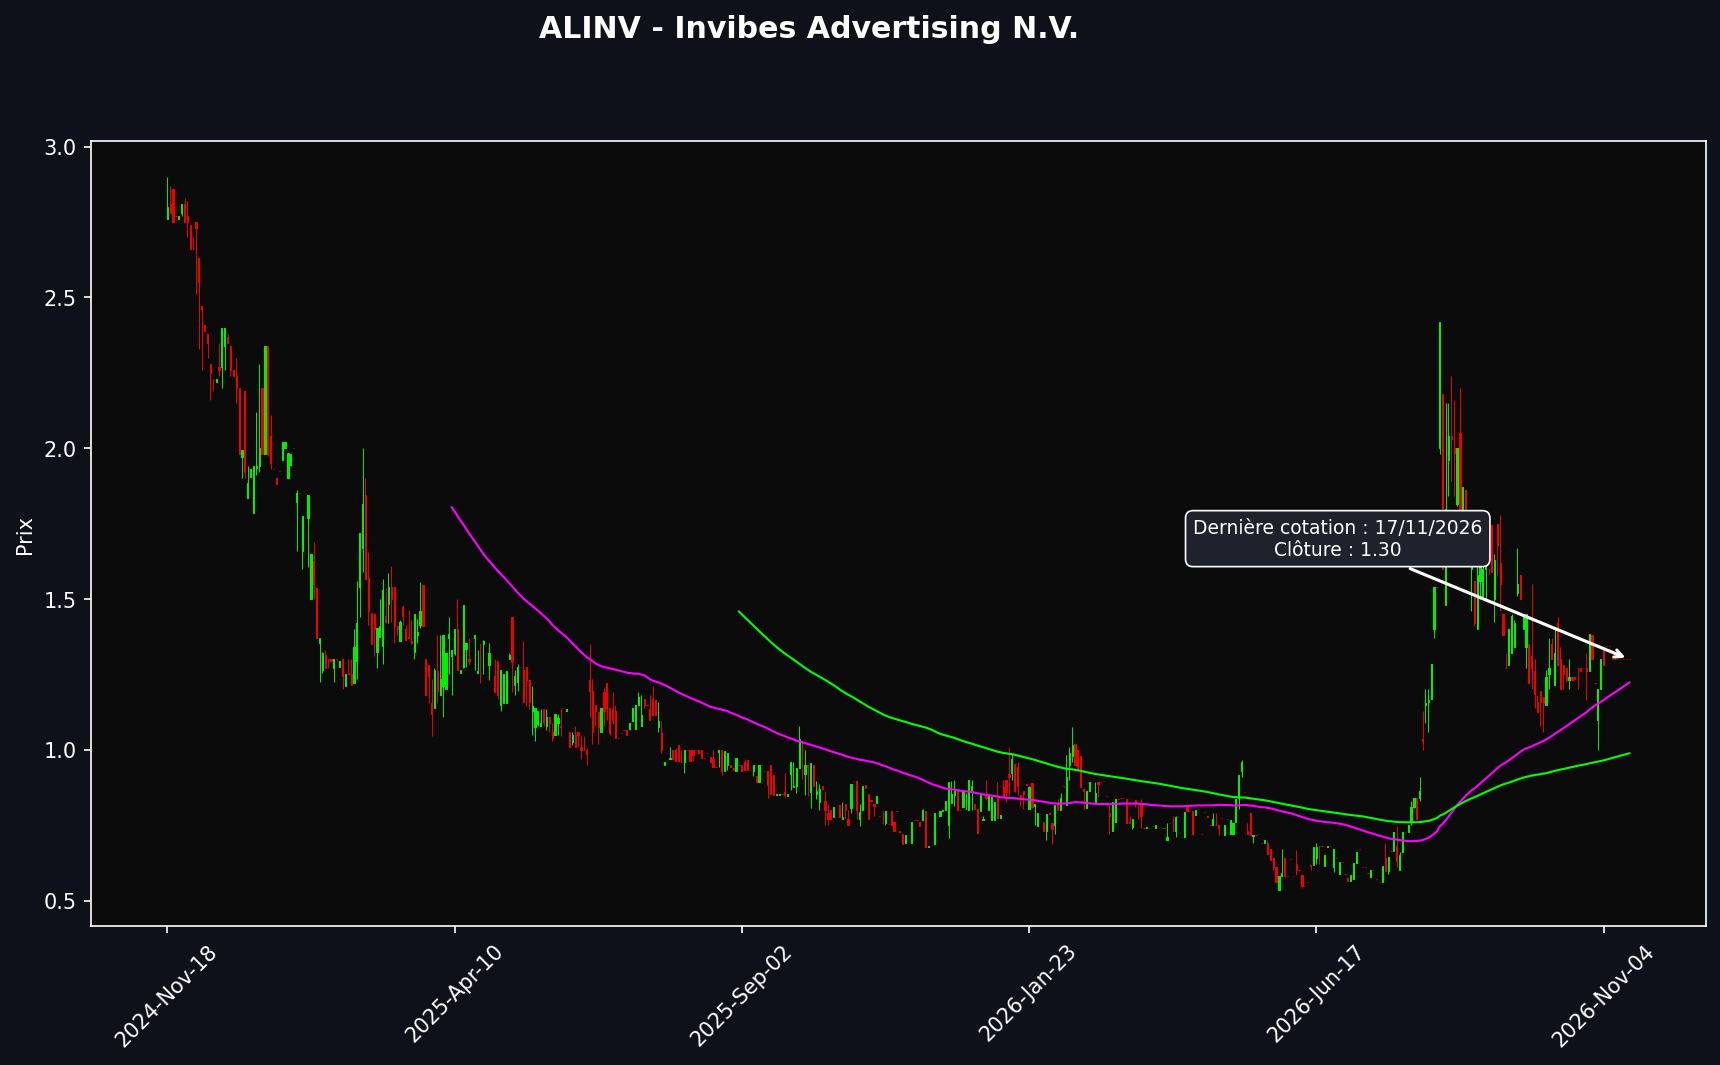 ALINV - Invibes Advertising N.V.
Prix
3.0
2.5
2.0
1.5
1.0
0.5
Dernière cotation : 17/11/2026
Clôture : 1.30
2024-Nov-18
2025-Apr-10
2025-Sep-02
2026-Jan-23
2026-Jun-17
2026-Nov-04